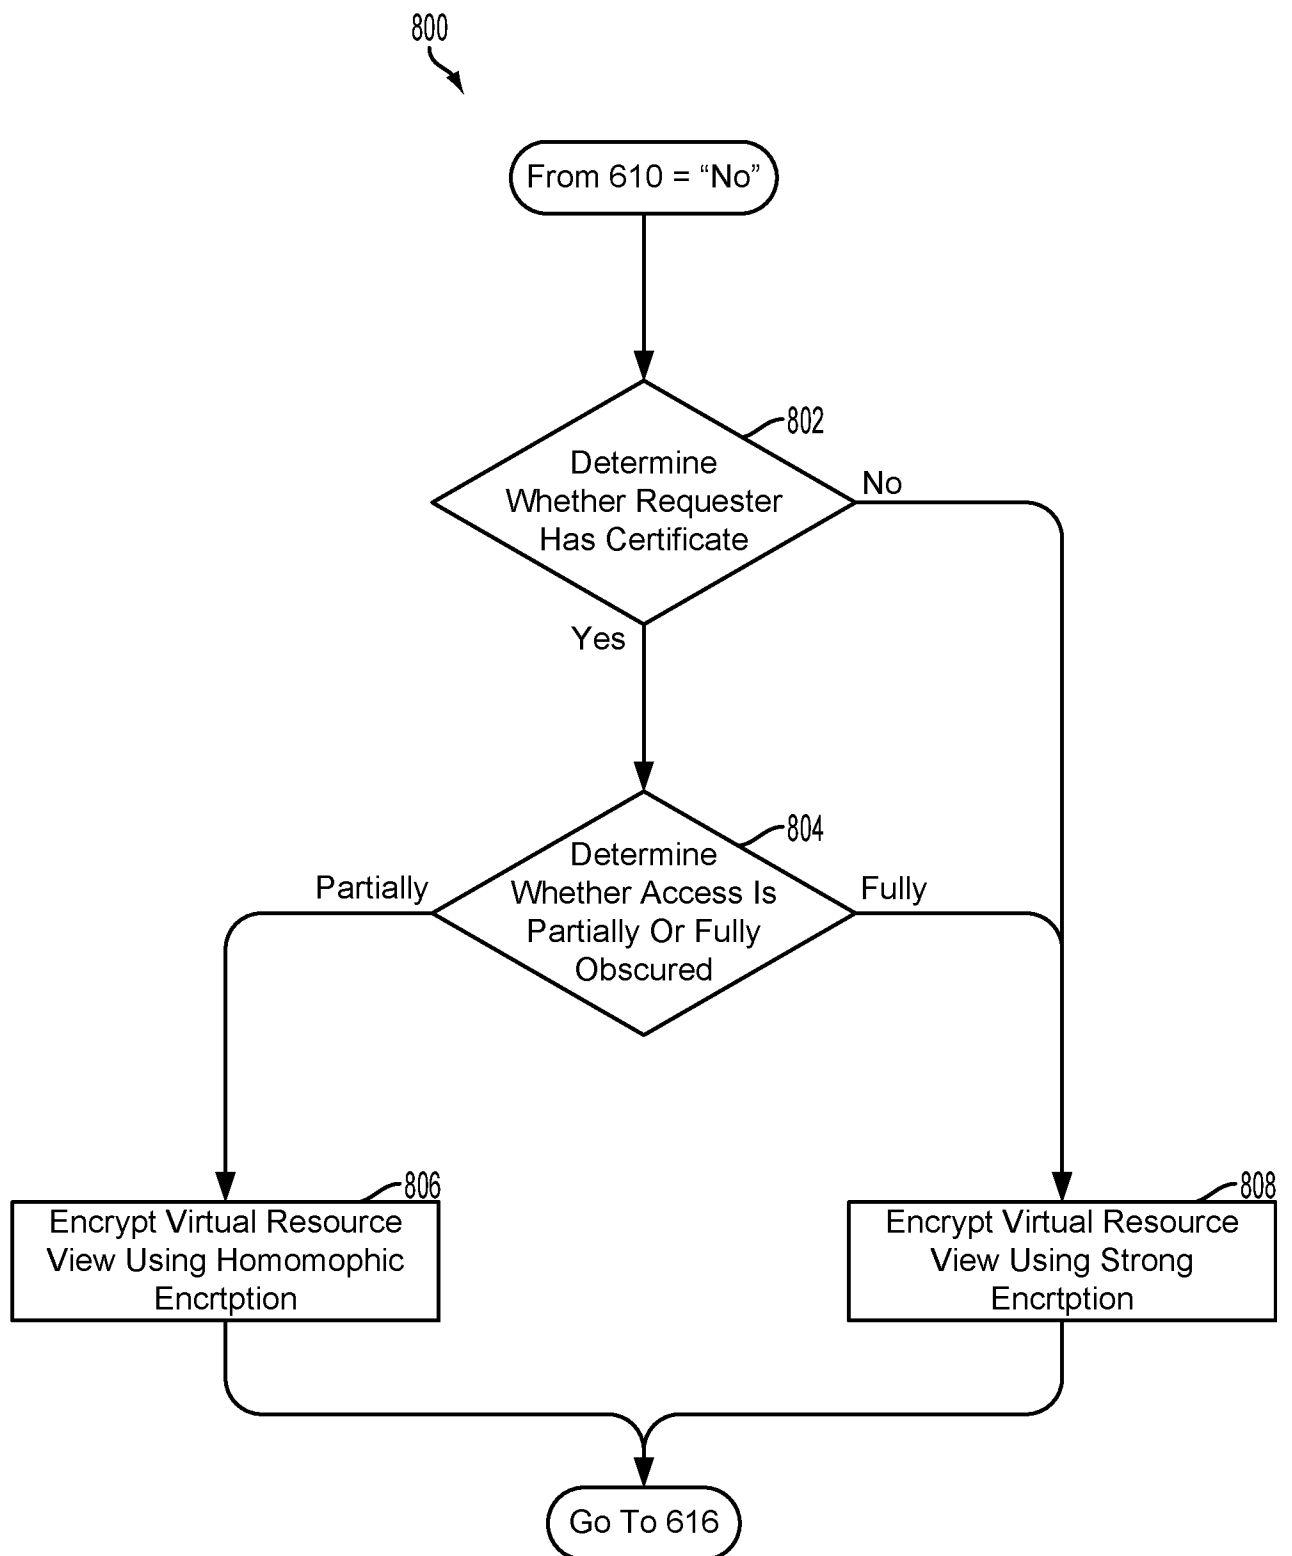 800
From 610 = “No”
802
Determine
Whether Requester
Has Certificate
No
Yes
804
Determine
Whether Access Is
Partially Or Fully
Obscured
Partially
Fully
806
Encrypt Virtual Resource
View Using Homomophic
Encrtption
808
Encrypt Virtual Resource
View Using Strong
Encrtption
Go To 616